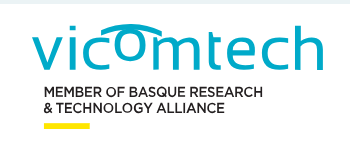 vicomtech
MEMBER OF BASQUE RESEARCH
& TECHNOLOGY ALLIANCE